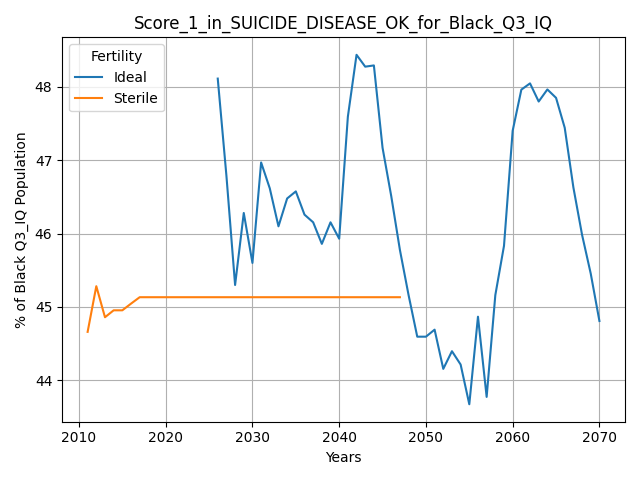 Score_1_in_SUICIDE_DISEASE_OK_for_Black_Q3_IQ
Fertility
Ideal
Sterile
% of Black Q3_IQ Population
48
47
46
45
44
2010 2020 2030 2040 2050 2060 2070
Years